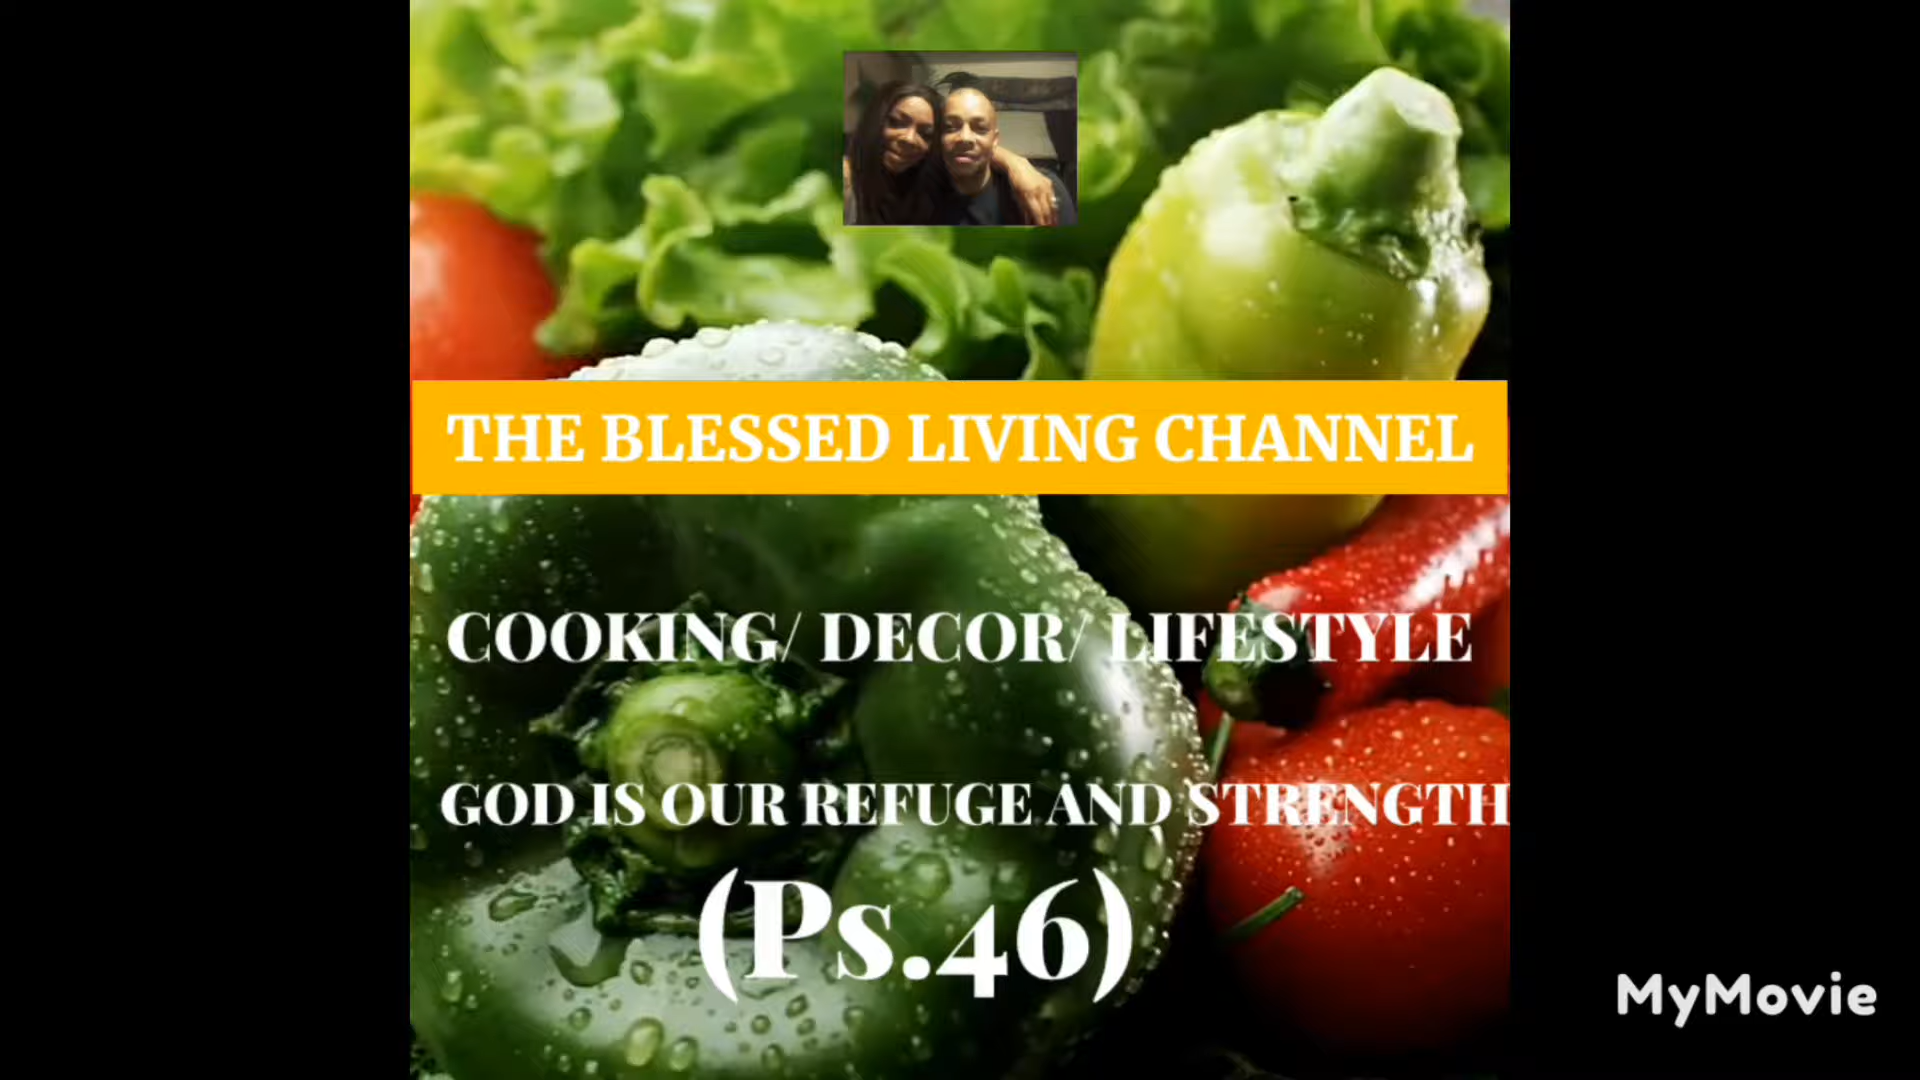 THE BLESSED LIVING CHANNEL
COOKING/ DECOR/ LIFESTYLE
GOD IS OUR REFUGE AND STRENGTH
(Ps.46)
MyMovie